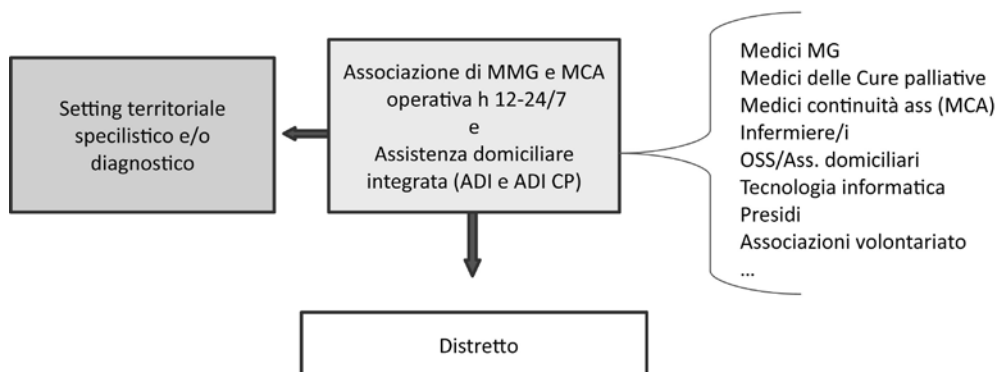 Setting territoriale
specilistico e/o
diagnostico
Associazione di MMG e MCA
operativa h 12-24/7
e
Assistenza domiciliare
integrata (ADI e ADI CP)
Medici MG
Medici delle Cure palliative
Medici continuità ass (MCA)
Infermiere/i
OSS/Ass. domiciliari
Tecnologia informatica
Presidi
Associazioni volontariato
...
Distretto